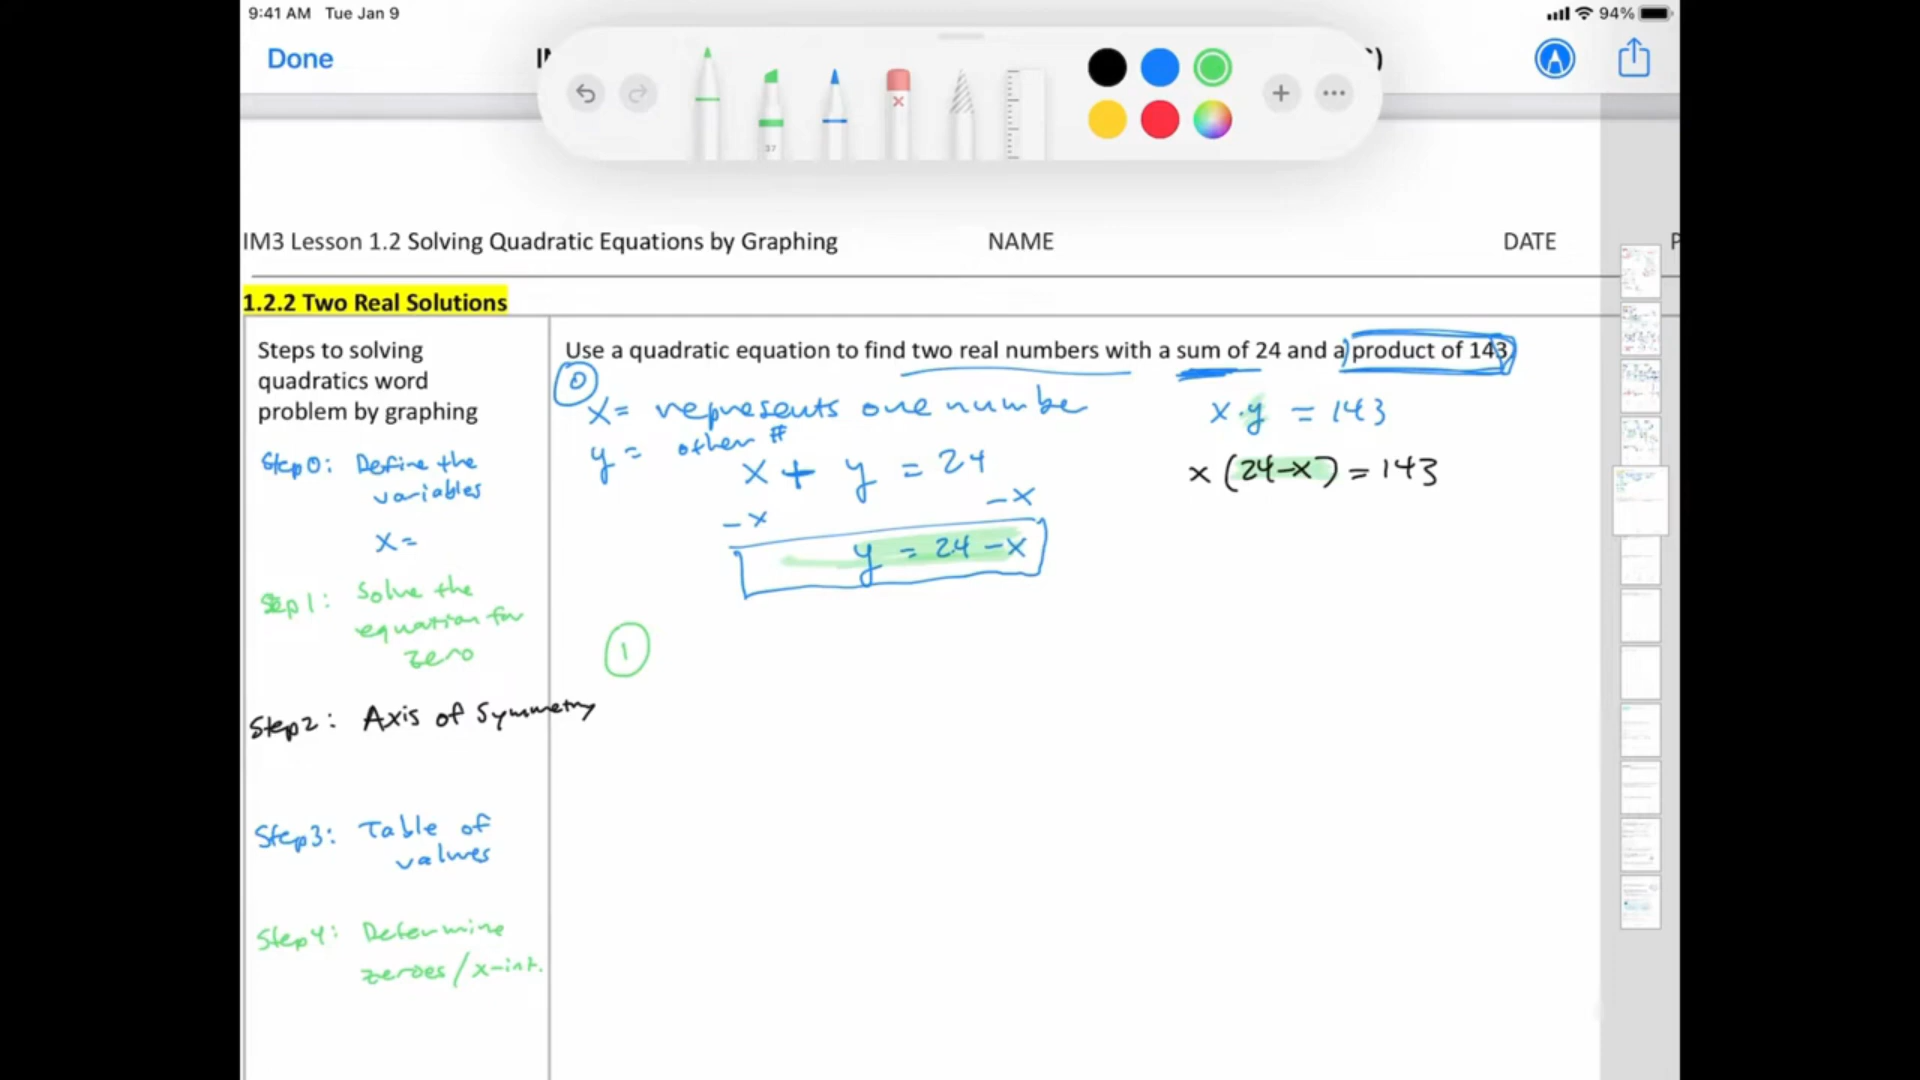 9:41 AM Tue Jan 9
94%
Done
37
IM3 Lesson 1.2 Solving Quadratic Equations by Graphing NAME DATE
1.2.2 Two Real Solutions
Steps to solving
quadratics word
problem by graphing
Step 0: Define the
variables
x =
Step 1: Solve the
equation for
zero
Step 2: Axis of Symmetry
Step 3: Table of
values
Step 4: Determine
zeroes / x-int.
Use a quadratic equation to find two real numbers with a sum of 24 and a product of 143
0
x = represents one numbe
y = other #
x + y = 24
-x -x
y = 24 - x
x · y = 143
x (24 - x) = 143
1